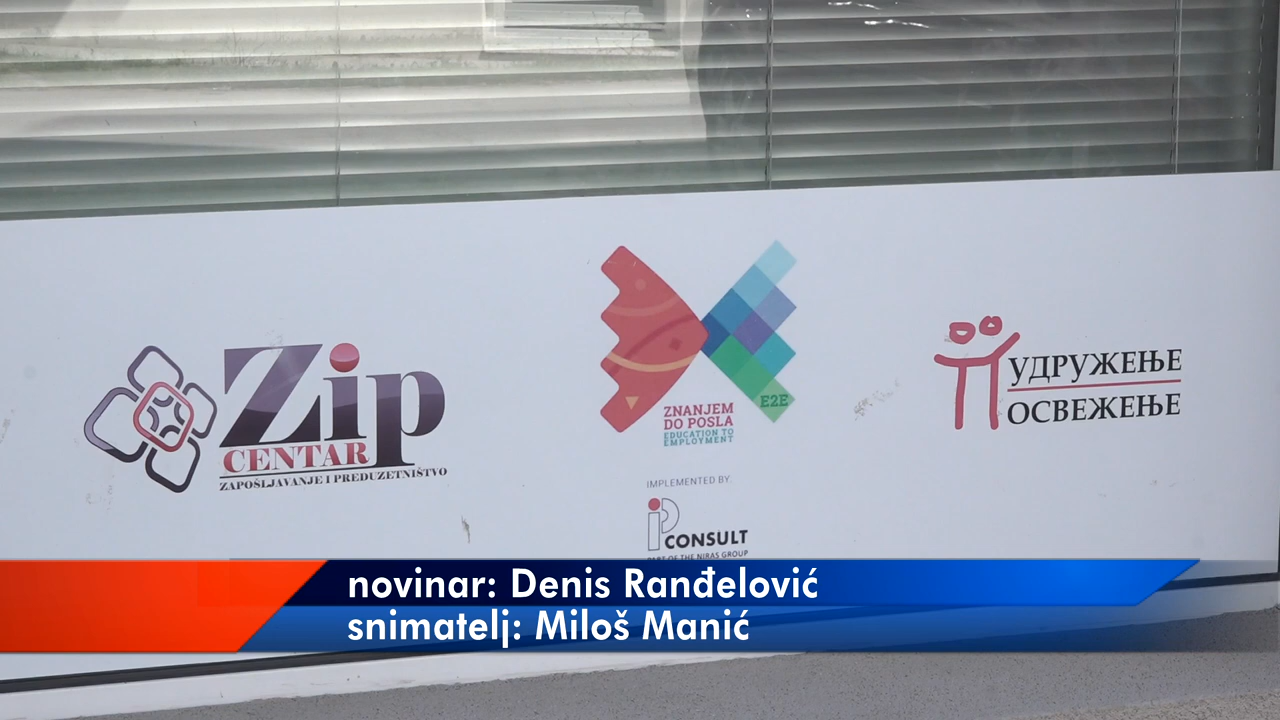 Zip
CENTAR
ZAPOŠLJAVANJE I PREDUZETNIŠTVO
ZNANJEM
DO POSLA
EDUCATION TO
EMPLOYMENT
E2E
IMPLEMENTED BY:
IP
CONSULT
PART OF THE NIRAS GROUP
УДРУЖЕЊЕ
ОСВЕЖЕЊЕ
novinar: Denis Ranđelović
snimatelj: Miloš Manić